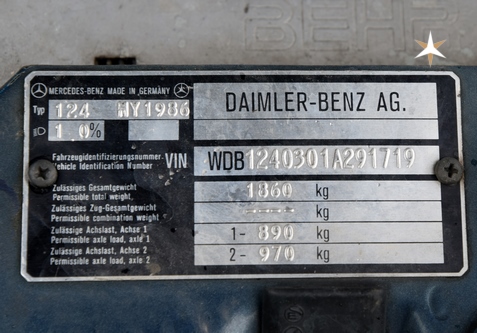 BEHR
MERCEDES-BENZ MADE IN GERMANY
Typ 124 MY1986
1.0%
DAIMLER-BENZ AG.
Fahrzeugidentifizierungsnummer
Vehicle Identification Number
VIN WDB1240301A291719
Zulässiges Gesamtgewicht
Permissible total weight,
1860 kg
Zulässiges Zug-Gesamtgewicht
Permissible combination weight
---- kg
Zulässige Achslast, Achse 1
Permissible axle load, axle 1
1- 890 kg
Zulässige Achslast, Achse 2
Permissible axle load, axle 2
2- 970 kg